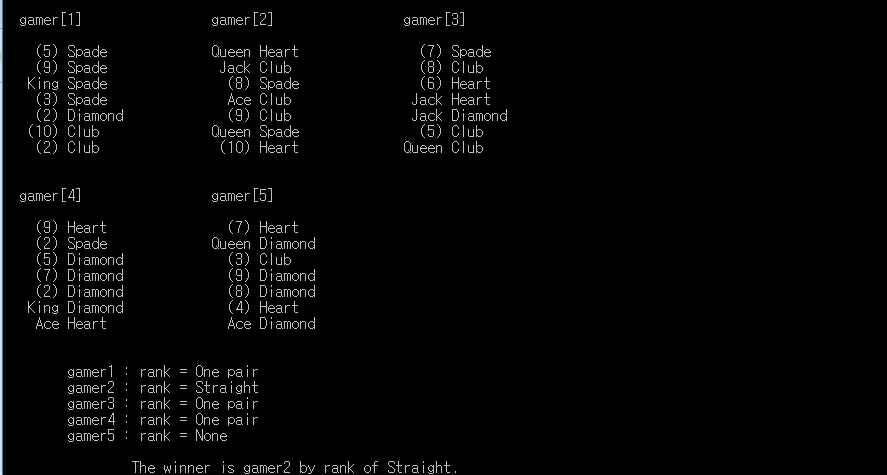 gamer[1] gamer[2] gamer[3]
(5) Spade Queen Heart (7) Spade
(9) Spade Jack Club (8) Club
King Spade (8) Spade (6) Heart
(3) Spade Ace Club Jack Heart
(2) Diamond (9) Club Jack Diamond
(10) Club Queen Spade (5) Club
(2) Club (10) Heart Queen Club
gamer[4] gamer[5]
(9) Heart (7) Heart
(2) Spade Queen Diamond
(5) Diamond (3) Club
(7) Diamond (9) Diamond
(2) Diamond (8) Diamond
King Diamond (4) Heart
Ace Heart Ace Diamond
gamer1 : rank = One pair
gamer2 : rank = Straight
gamer3 : rank = One pair
gamer4 : rank = One pair
gamer5 : rank = None
The winner is gamer2 by rank of Straight.